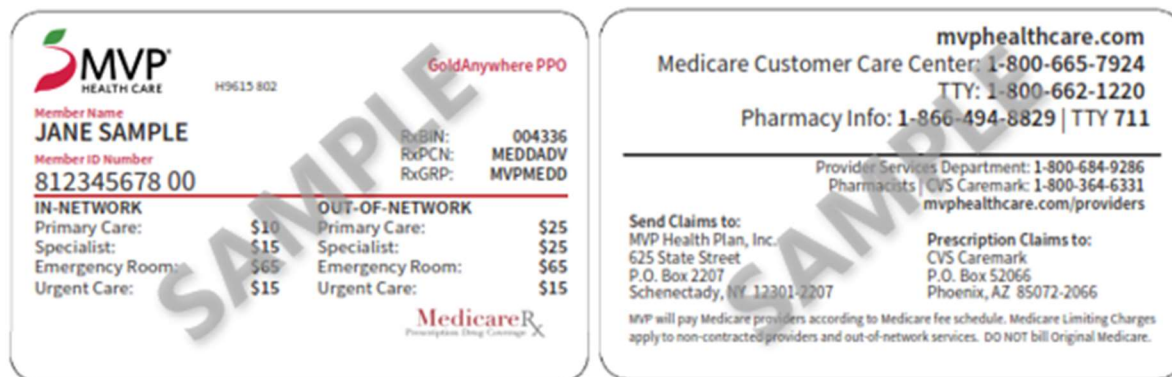 MVP®
HEALTH CARE
H9615 802
GoldAnywhere PPO
Member Name
JANE SAMPLE
Member ID Number
812345678 00
RxBIN: 004336
RxPCN: MEDDADV
RxGRP: MVPMEDD
IN-NETWORK
Primary Care: $10
Specialist: $15
Emergency Room: $65
Urgent Care: $15
OUT-OF-NETWORK
Primary Care: $25
Specialist: $25
Emergency Room: $65
Urgent Care: $15
MedicareRx
Prescription Drug Coverage
SAMPLE
mvphealthcare.com
Medicare Customer Care Center: 1-800-665-7924
TTY: 1-800-662-1220
Pharmacy Info: 1-866-494-8829 | TTY 711
Provider Services Department: 1-800-684-9286
Pharmacists | CVS Caremark: 1-800-364-6331
mvphealthcare.com/providers
Send Claims to:
MVP Health Plan, Inc.
625 State Street
P.O. Box 2207
Schenectady, NY 12301-2207
Prescription Claims to:
CVS Caremark
P.O. Box 52066
Phoenix, AZ 85072-2066
MVP will pay Medicare providers according to Medicare fee schedule. Medicare Limiting Charges
apply to non-contracted providers and out-of-network services. DO NOT bill Original Medicare.
SAMPLE